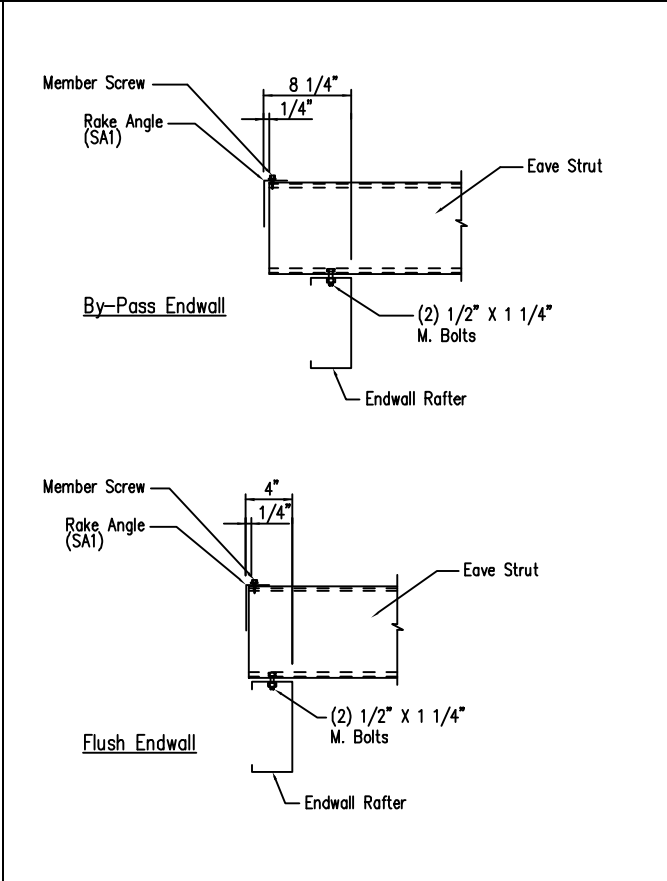 8 1/4"
Member Screw
1/4"
Rake Angle
(SA1)
Eave Strut
By-Pass Endwall
(2) 1/2" X 1 1/4"
M. Bolts
Endwall Rafter
Member Screw
4"
1/4"
Rake Angle
(SA1)
Eave Strut
(2) 1/2" X 1 1/4"
M. Bolts
Flush Endwall
Endwall Rafter